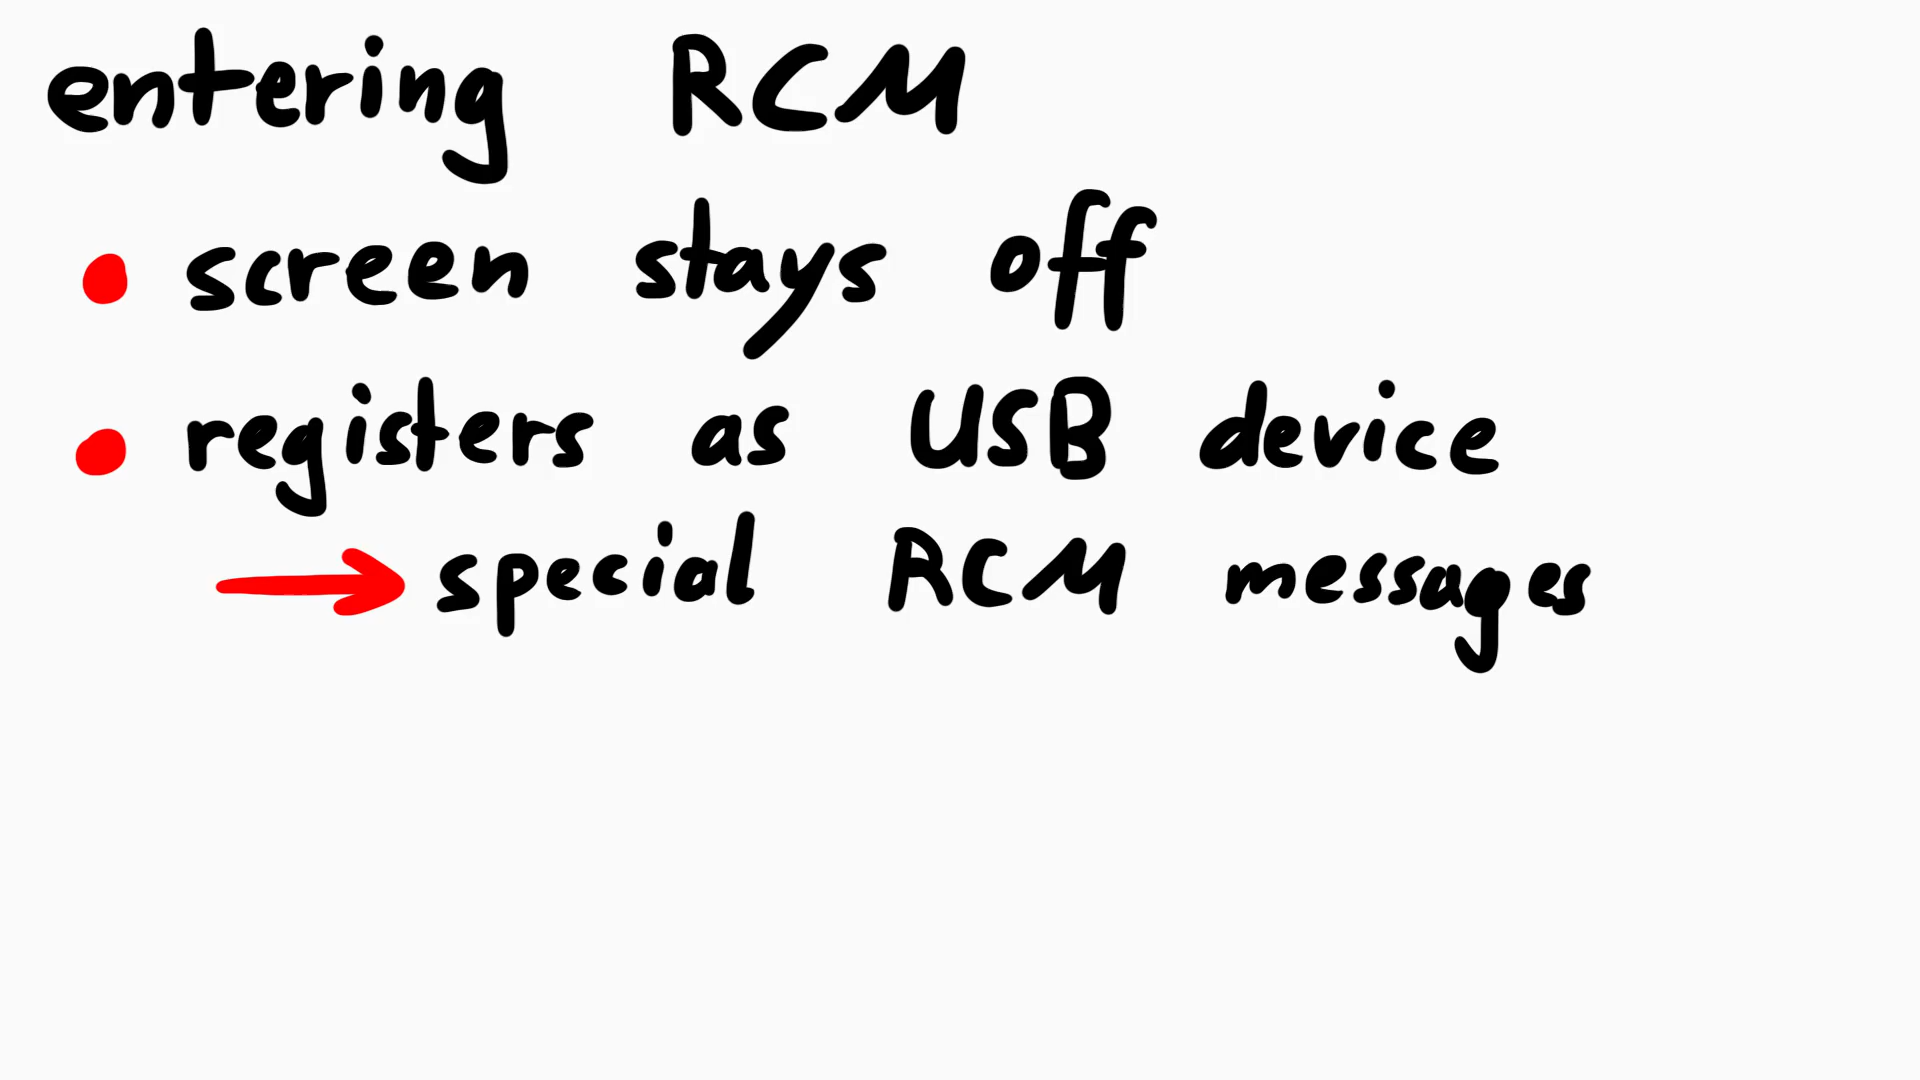 entering RCM
• screen stays off
• registers as USB device
→ special RCM messages